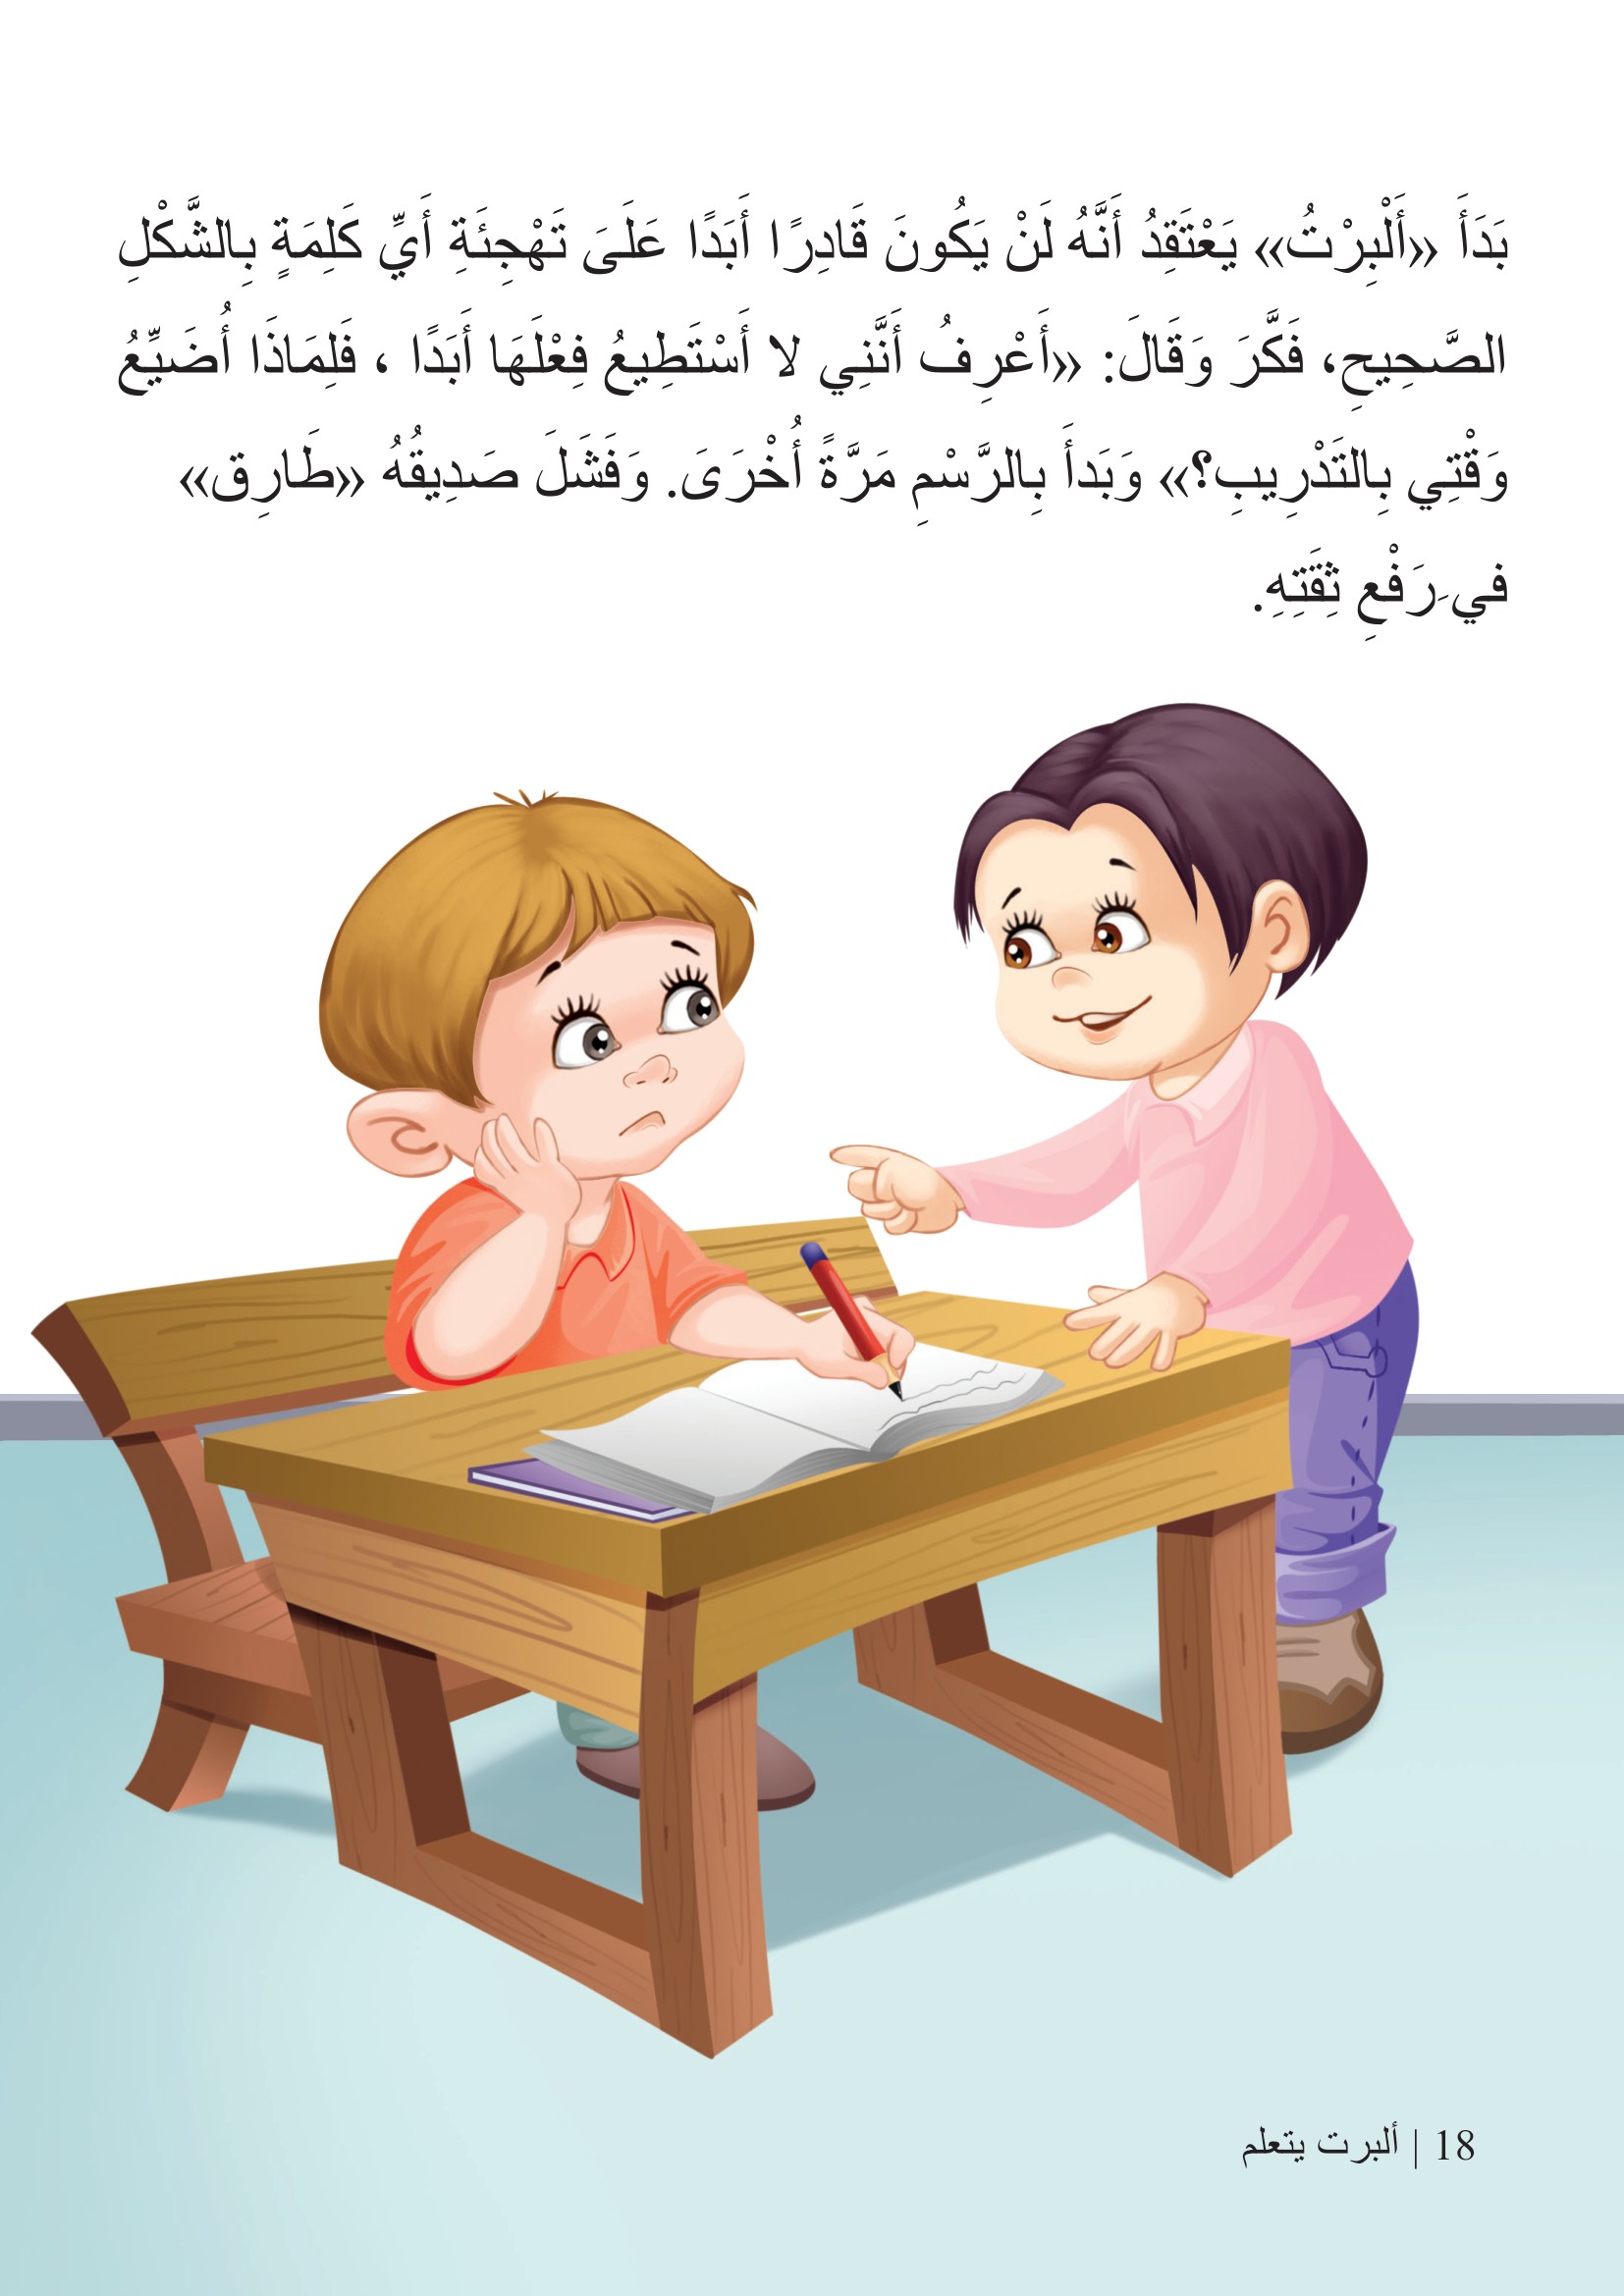 بَدَأَ «أَلْبِرْتُ» يَعْتَقِدُ أَنَّهُ لَنْ يَكُونَ قَادِرًا أَبَدًا عَلَىَ تَهْجِئَةِ أَيِّ كَلِمَةٍ بِالشَّكْلِ
الصَّحِيحِ، فَكَّرَ وَقَالَ: «أَعْرِفُ أَنَّنِي لا أَسْتَطِيعُ فِعْلَهَا أَبَدًا ، فَلِمَاذَا أُضَيِّعُ
وَقْتِي بِالتَدْرِيبِ؟» وَبَدأَ بِالرَّسْمِ مَرَّةً أُخْرَىَ. وَفَشَلَ صَدِيقُهُ «طَارِق»
في َرَفْعِ ثِقَتِهِ.
18 | ألبرت يتعلم